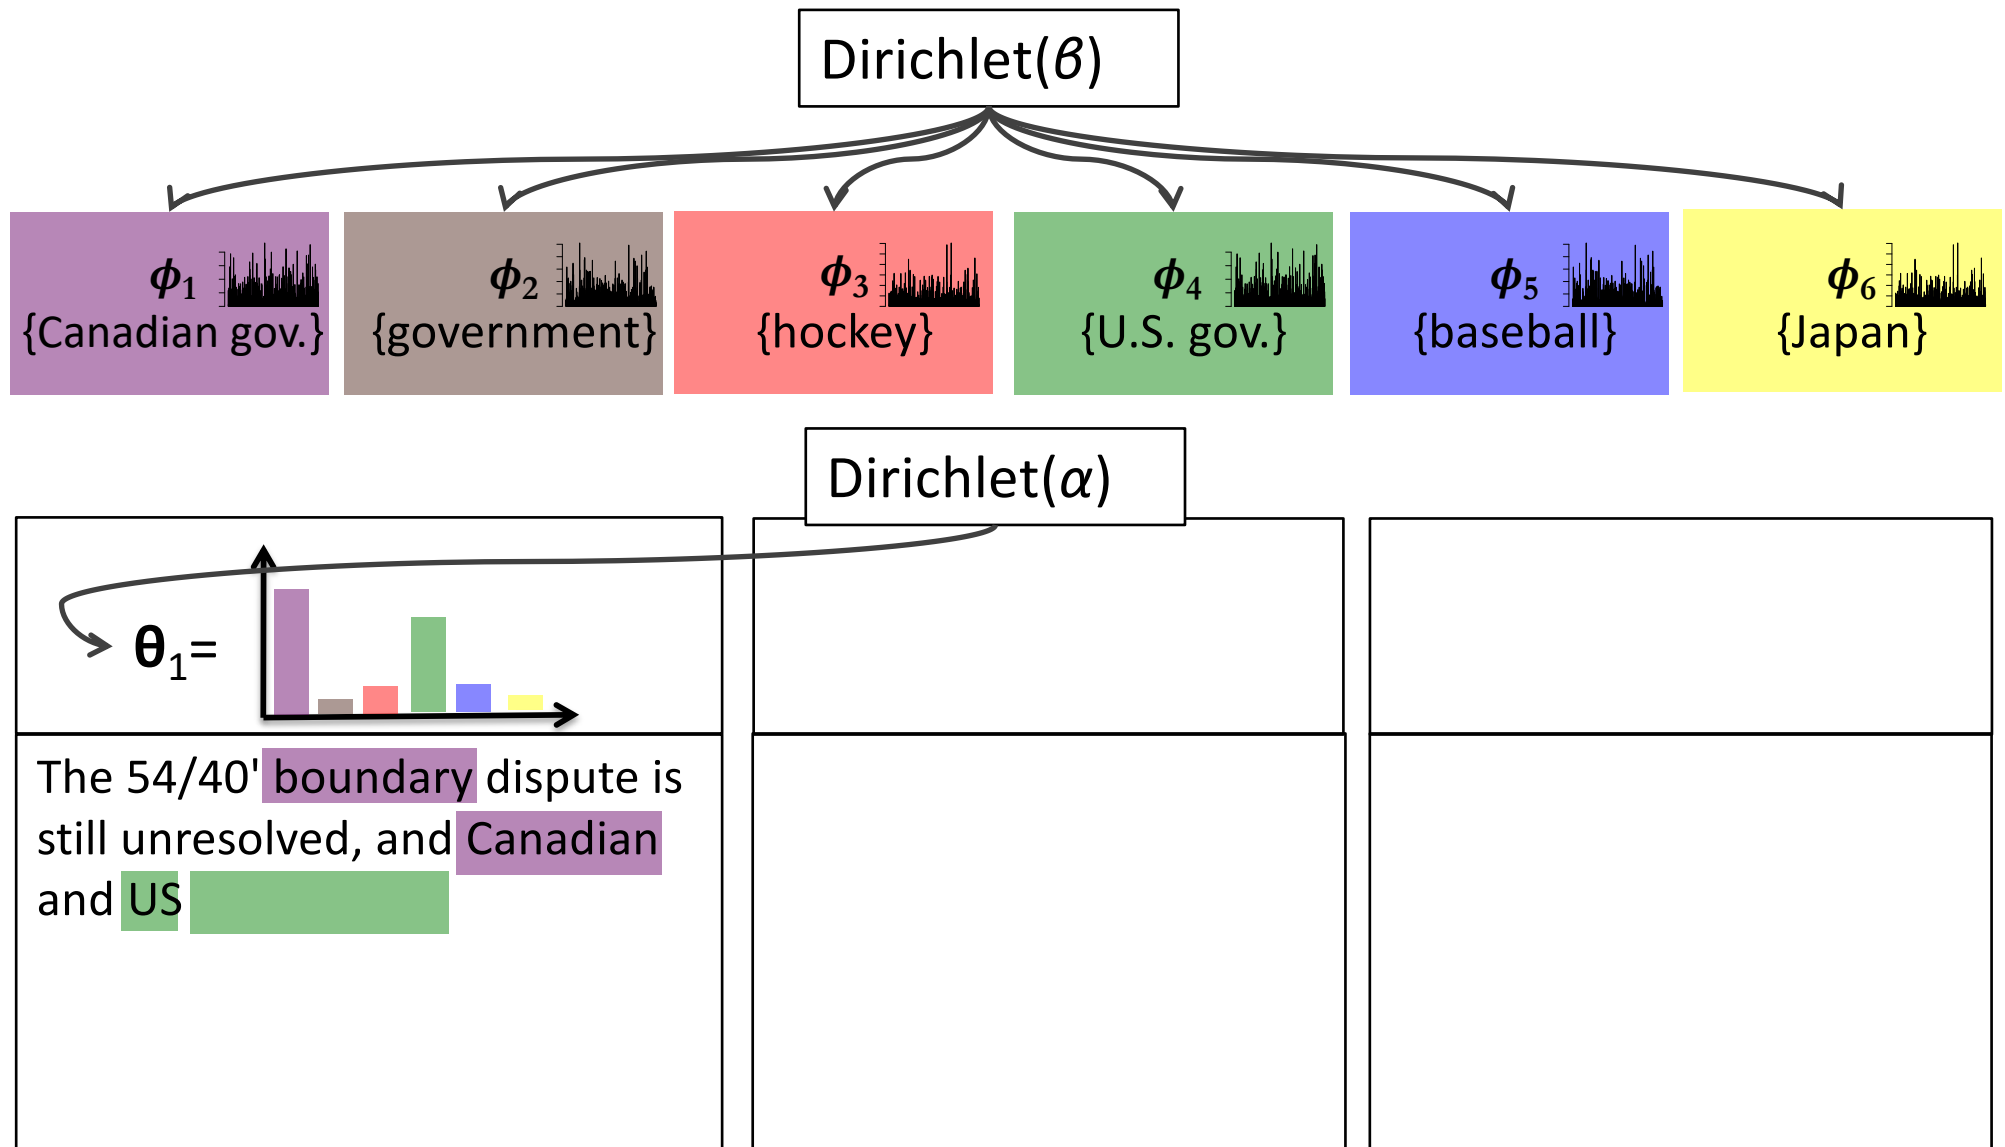 Dirichlet(β)
ϕ1
{Canadian gov.}
ϕ2
{government}
ϕ3
{hockey}
ϕ4
{U.S. gov.}
ϕ5
{baseball}
ϕ6
{Japan}
Dirichlet(α)
θ1=
The 54/40' boundary dispute is
still unresolved, and Canadian
and US